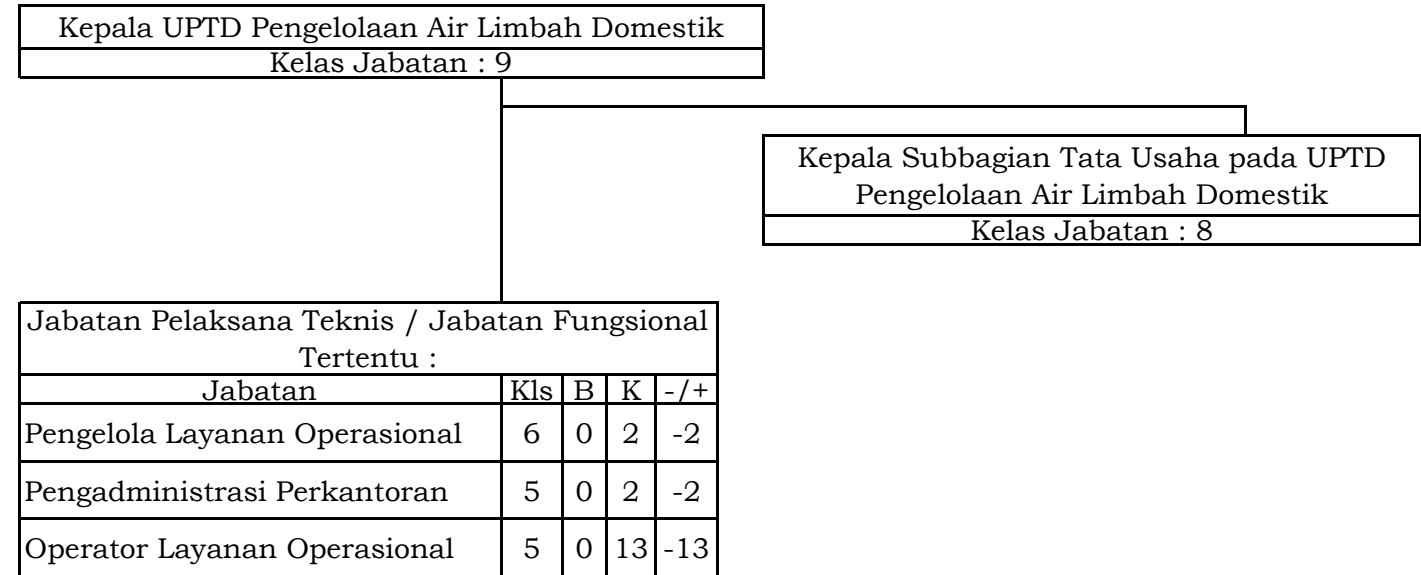 Kepala UPTD Pengelolaan Air Limbah Domestik
Kelas Jabatan : 9
Kepala Subbagian Tata Usaha pada UPTD
Pengelolaan Air Limbah Domestik
Kelas Jabatan : 8
Jabatan Pelaksana Teknis / Jabatan Fungsional
Tertentu :
Jabatan Kls B K -/+
Pengelola Layanan Operasional 6 0 2 -2
Pengadministrasi Perkantoran 5 0 2 -2
Operator Layanan Operasional 5 0 13 -13